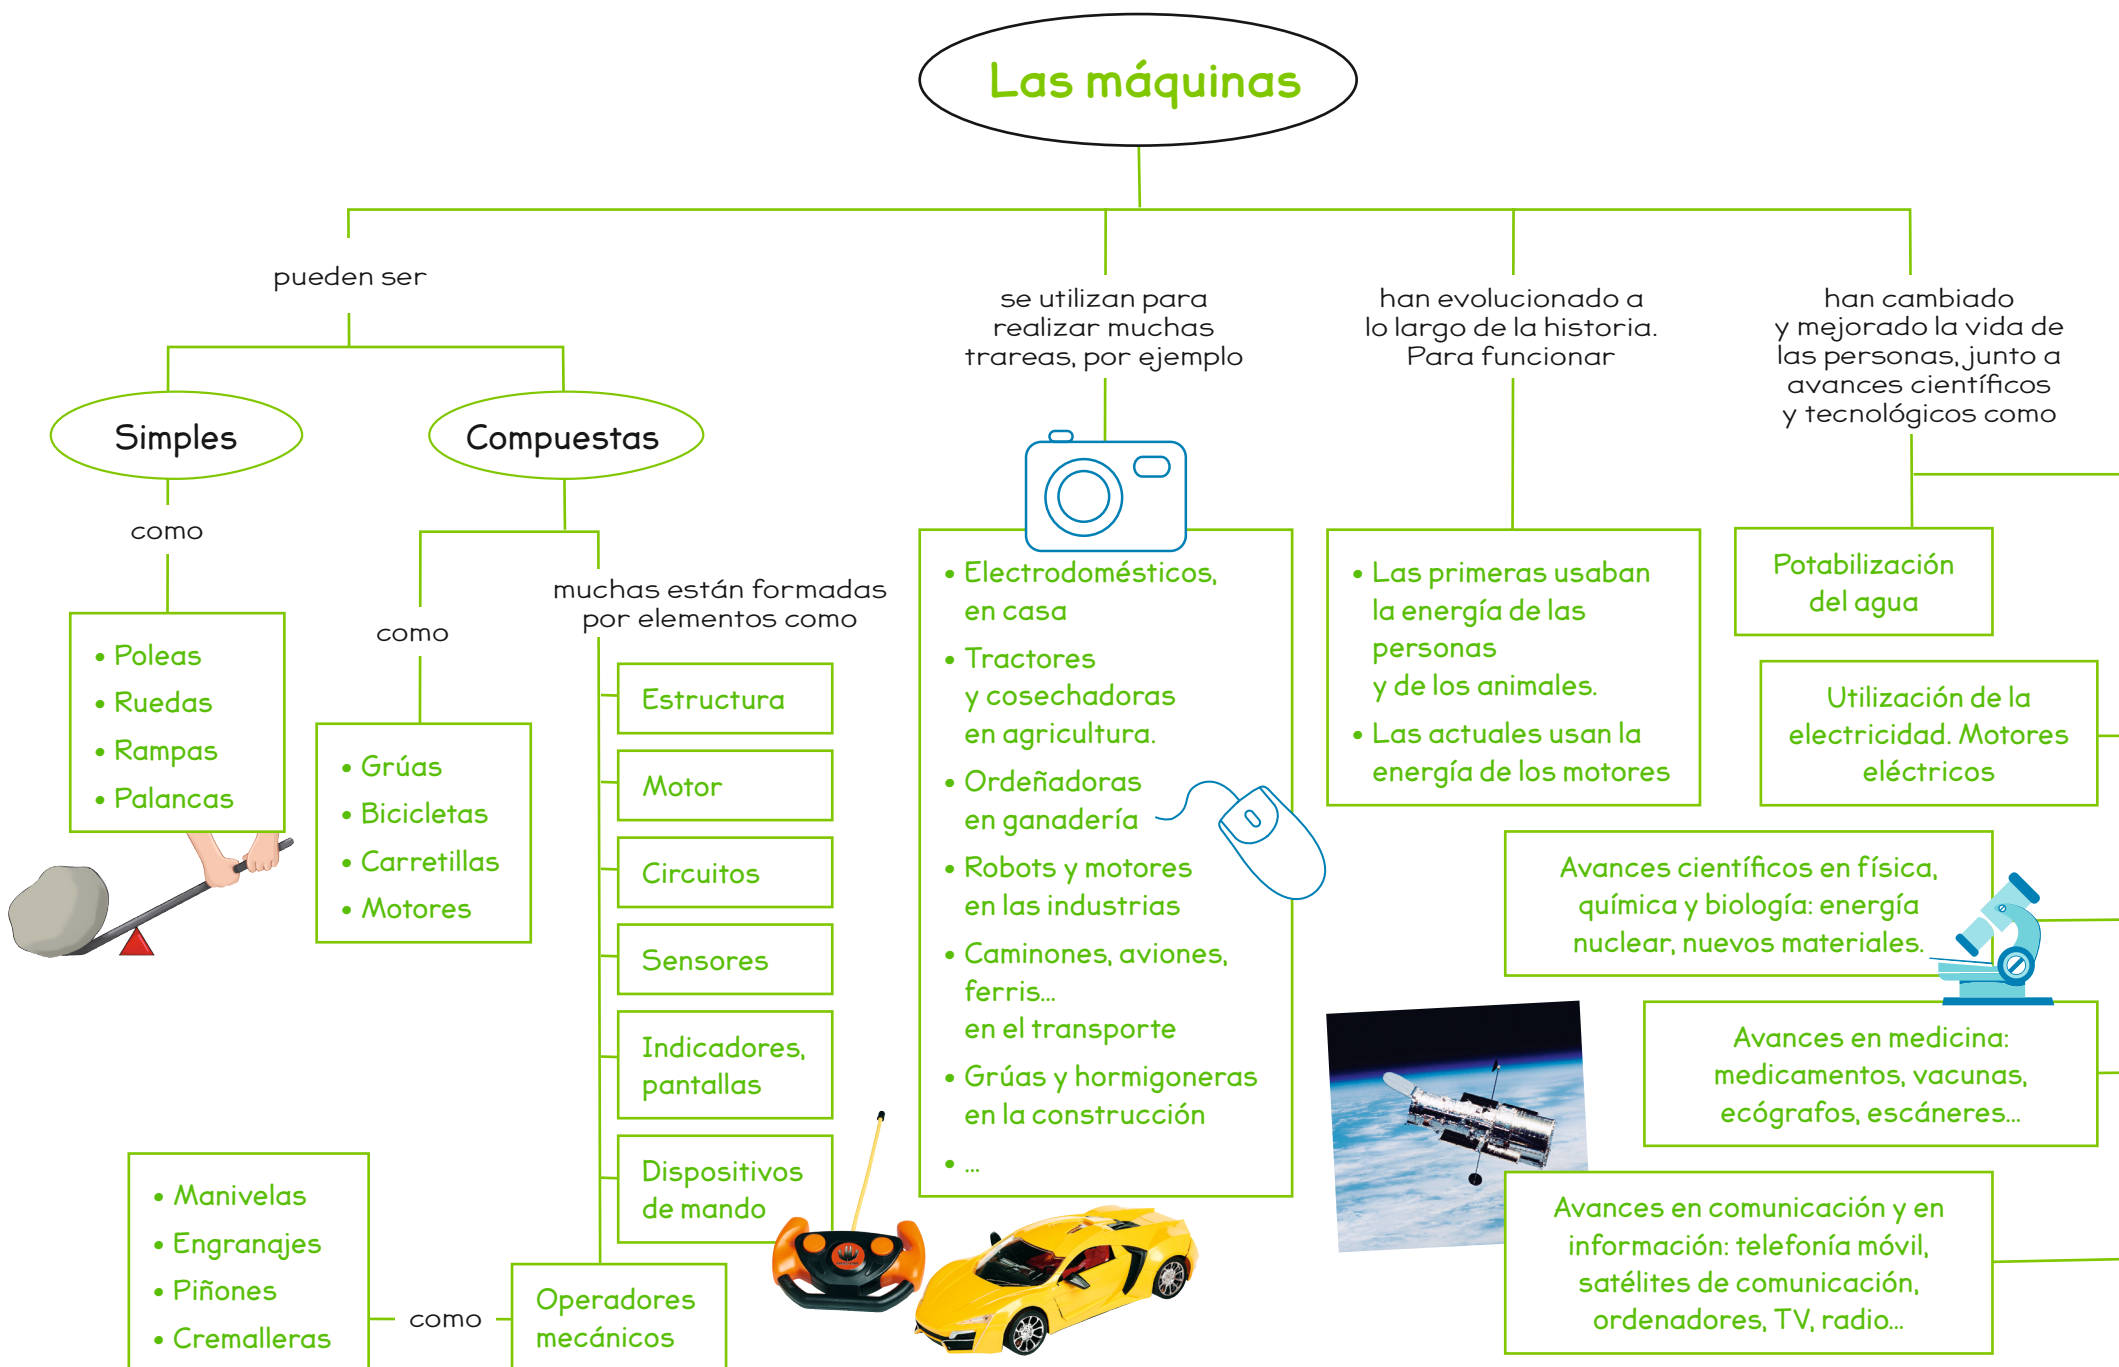 Las máquinas
pueden ser
Simples
como
• Poleas
• Ruedas
• Rampas
• Palancas
Compuestas
como
• Grúas
• Bicicletas
• Carretillas
• Motores
muchas están formadas
por elementos como
Estructura
Motor
Circuitos
Sensores
Indicadores,
pantallas
Dispositivos
de mando
Operadores
mecánicos
como
• Manivelas
• Engranajes
• Piñones
• Cremalleras
se utilizan para
realizar muchas
trareas, por ejemplo
• Electrodomésticos,
en casa
• Tractores
y cosechadoras
en agricultura.
• Ordeñadoras
en ganadería
• Robots y motores
en las industrias
• Caminones, aviones,
ferris...
en el transporte
• Grúas y hormigoneras
en la construcción
• ...
han evolucionado a
lo largo de la historia.
Para funcionar
• Las primeras usaban
la energía de las
personas
y de los animales.
• Las actuales usan la
energía de los motores
han cambiado
y mejorado la vida de
las personas, junto a
avances científicos
y tecnológicos como
Potabilización
del agua
Utilización de la
electricidad. Motores
eléctricos
Avances científicos en física,
química y biología: energía
nuclear, nuevos materiales.
Avances en medicina:
medicamentos, vacunas,
ecógrafos, escáneres...
Avances en comunicación y en
información: telefonía móvil,
satélites de comunicación,
ordenadores, TV, radio...